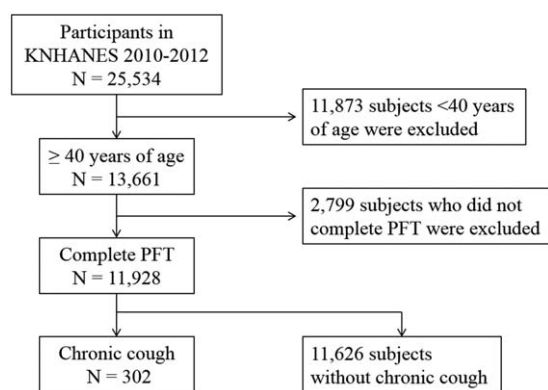 Participants in
KNHANES 2010-2012
N = 25,534
11,873 subjects <40 years
of age were excluded
≥ 40 years of age
N = 13,661
2,799 subjects who did not
complete PFT were excluded
Complete PFT
N = 11,928
Chronic cough
N = 302
11,626 subjects
without chronic cough